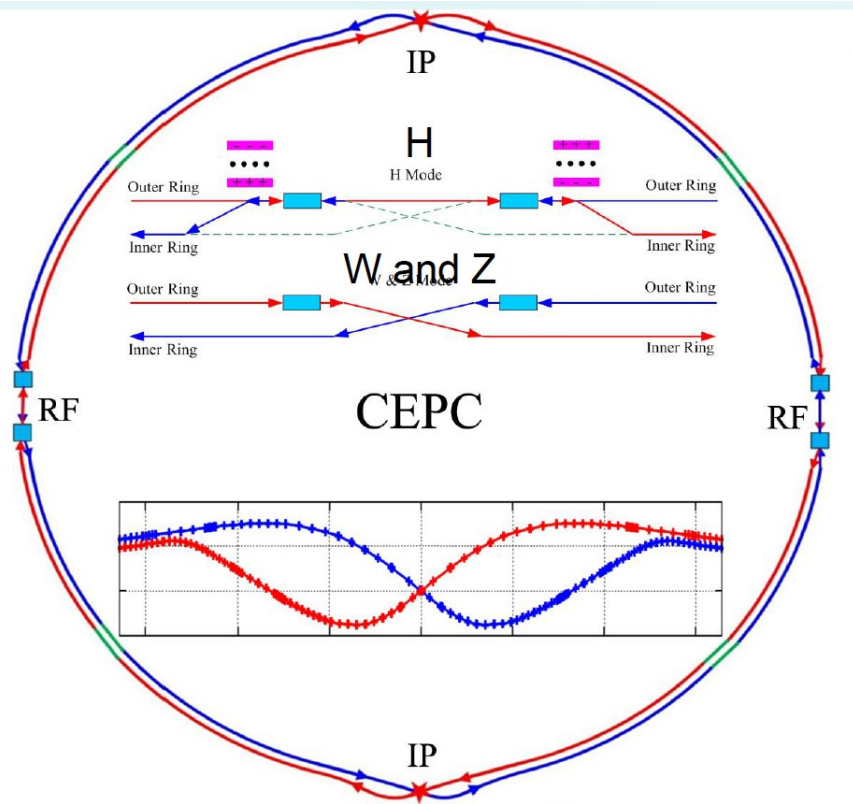 IP
H
- - -
+ + +
H Mode
+ + +
- - -
Outer Ring
Outer Ring
Inner Ring
Inner Ring
W and Z
W & Z Mode
Outer Ring
Outer Ring
Inner Ring
Inner Ring
RF
CEPC
RF
IP